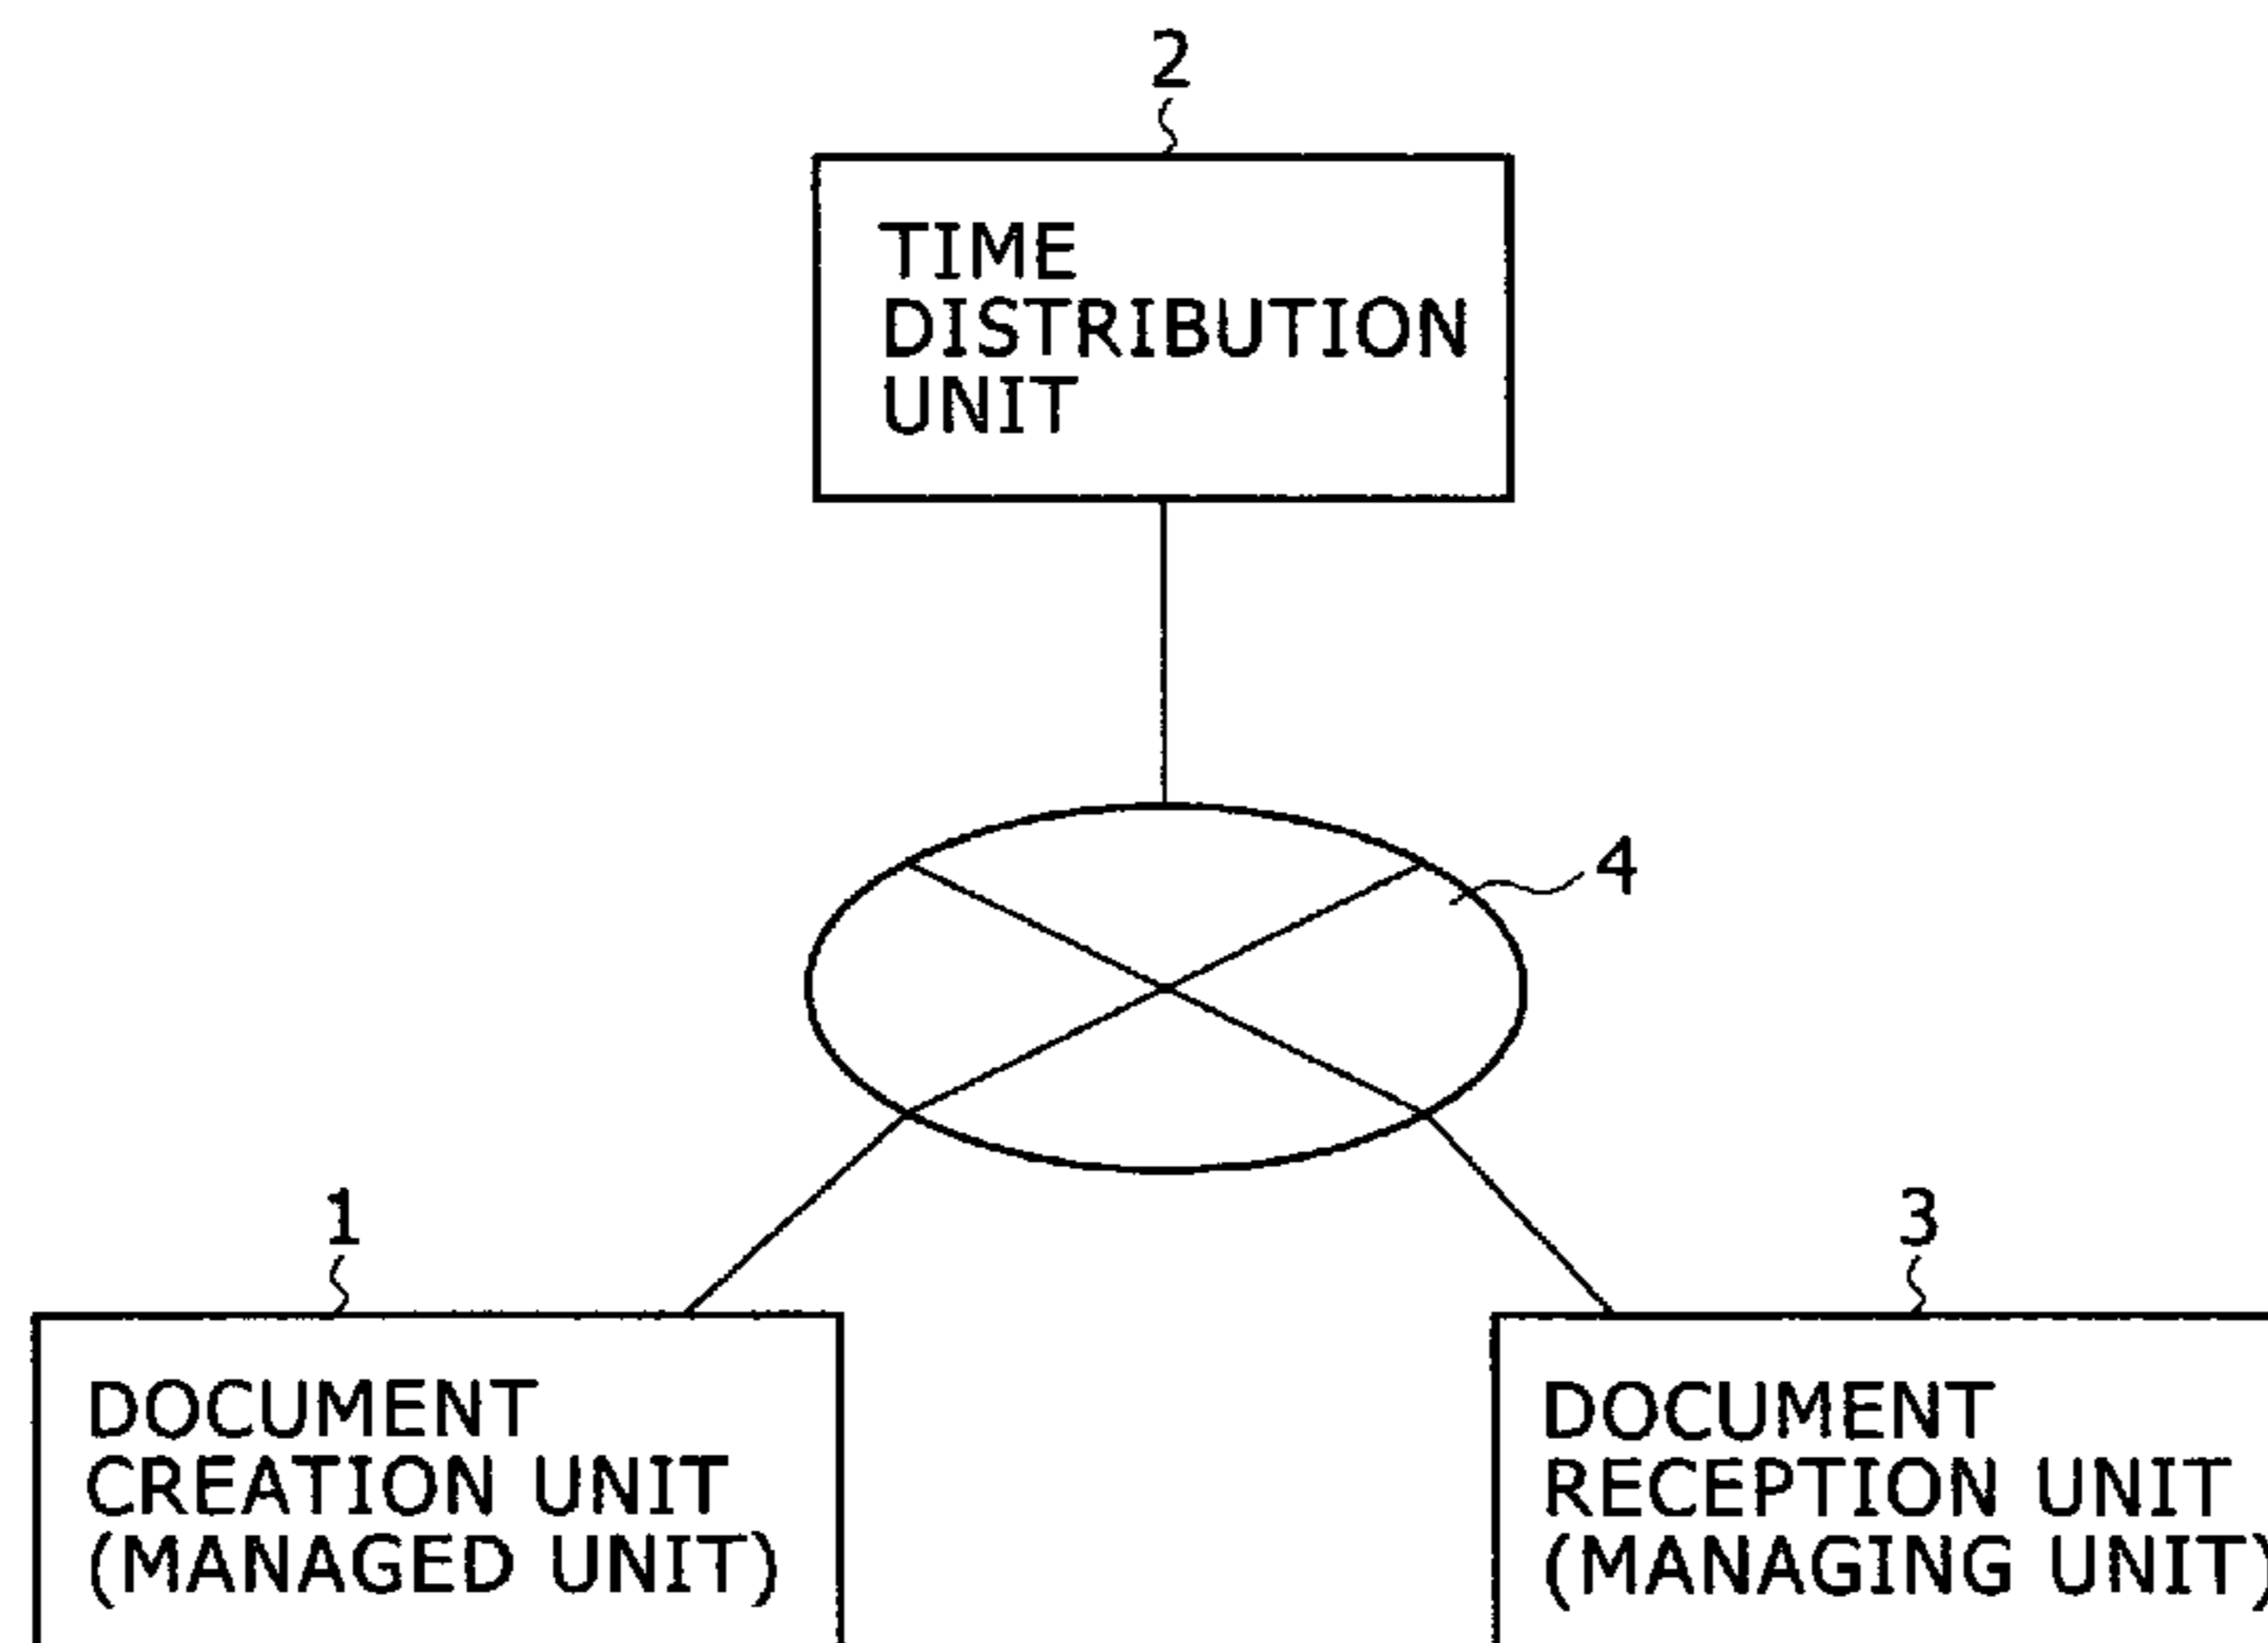 2
TIME
DISTRIBUTION
UNIT
4
1
3
DOCUMENT
CREATION UNIT
(MANAGED UNIT)
DOCUMENT
RECEPTION UNIT
(MANAGING UNIT)